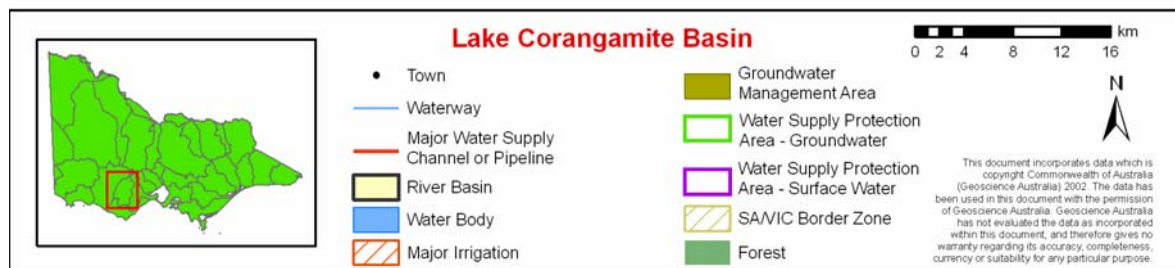 Lake Corangamite Basin
Town
Waterway
Major Water Supply
Channel or Pipeline
River Basin
Water Body
Major Irrigation
Groundwater
Management Area
Water Supply Protection
Area - Groundwater
Water Supply Protection
Area - Surface Water
SA/VIC Border Zone
Forest
km
0 2 4 8 12 16
N
This document incorporates data which is
copyright Commonwealth of Australia
(Geoscience Australia) 2002. The data has
been used in this document with the permission
of Geoscience Australia. Geoscience Australia
has not evaluated the data as incorporated
within this document, and therefore gives no
warranty regarding its accuracy, completeness,
currency or suitability for any particular purpose.